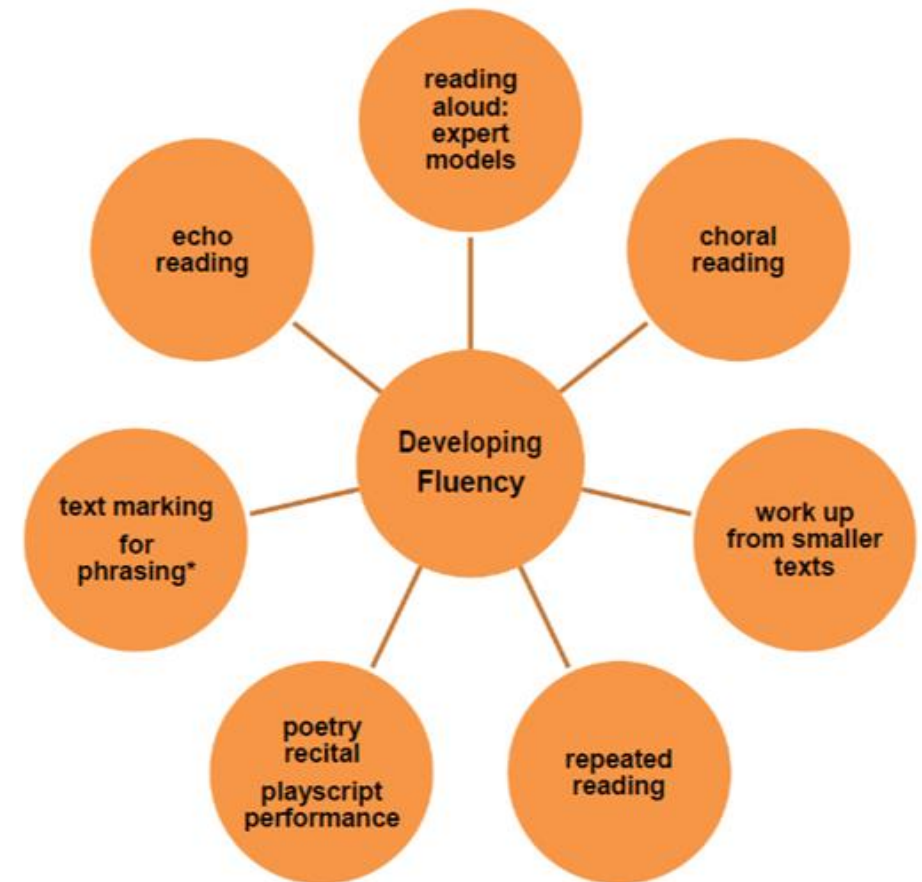 reading
aloud:
expert
models
choral
reading
work up
from smaller
texts
repeated
reading
poetry
recital
playscript
performance
text marking
for
phrasing*
echo
reading
Developing
Fluency